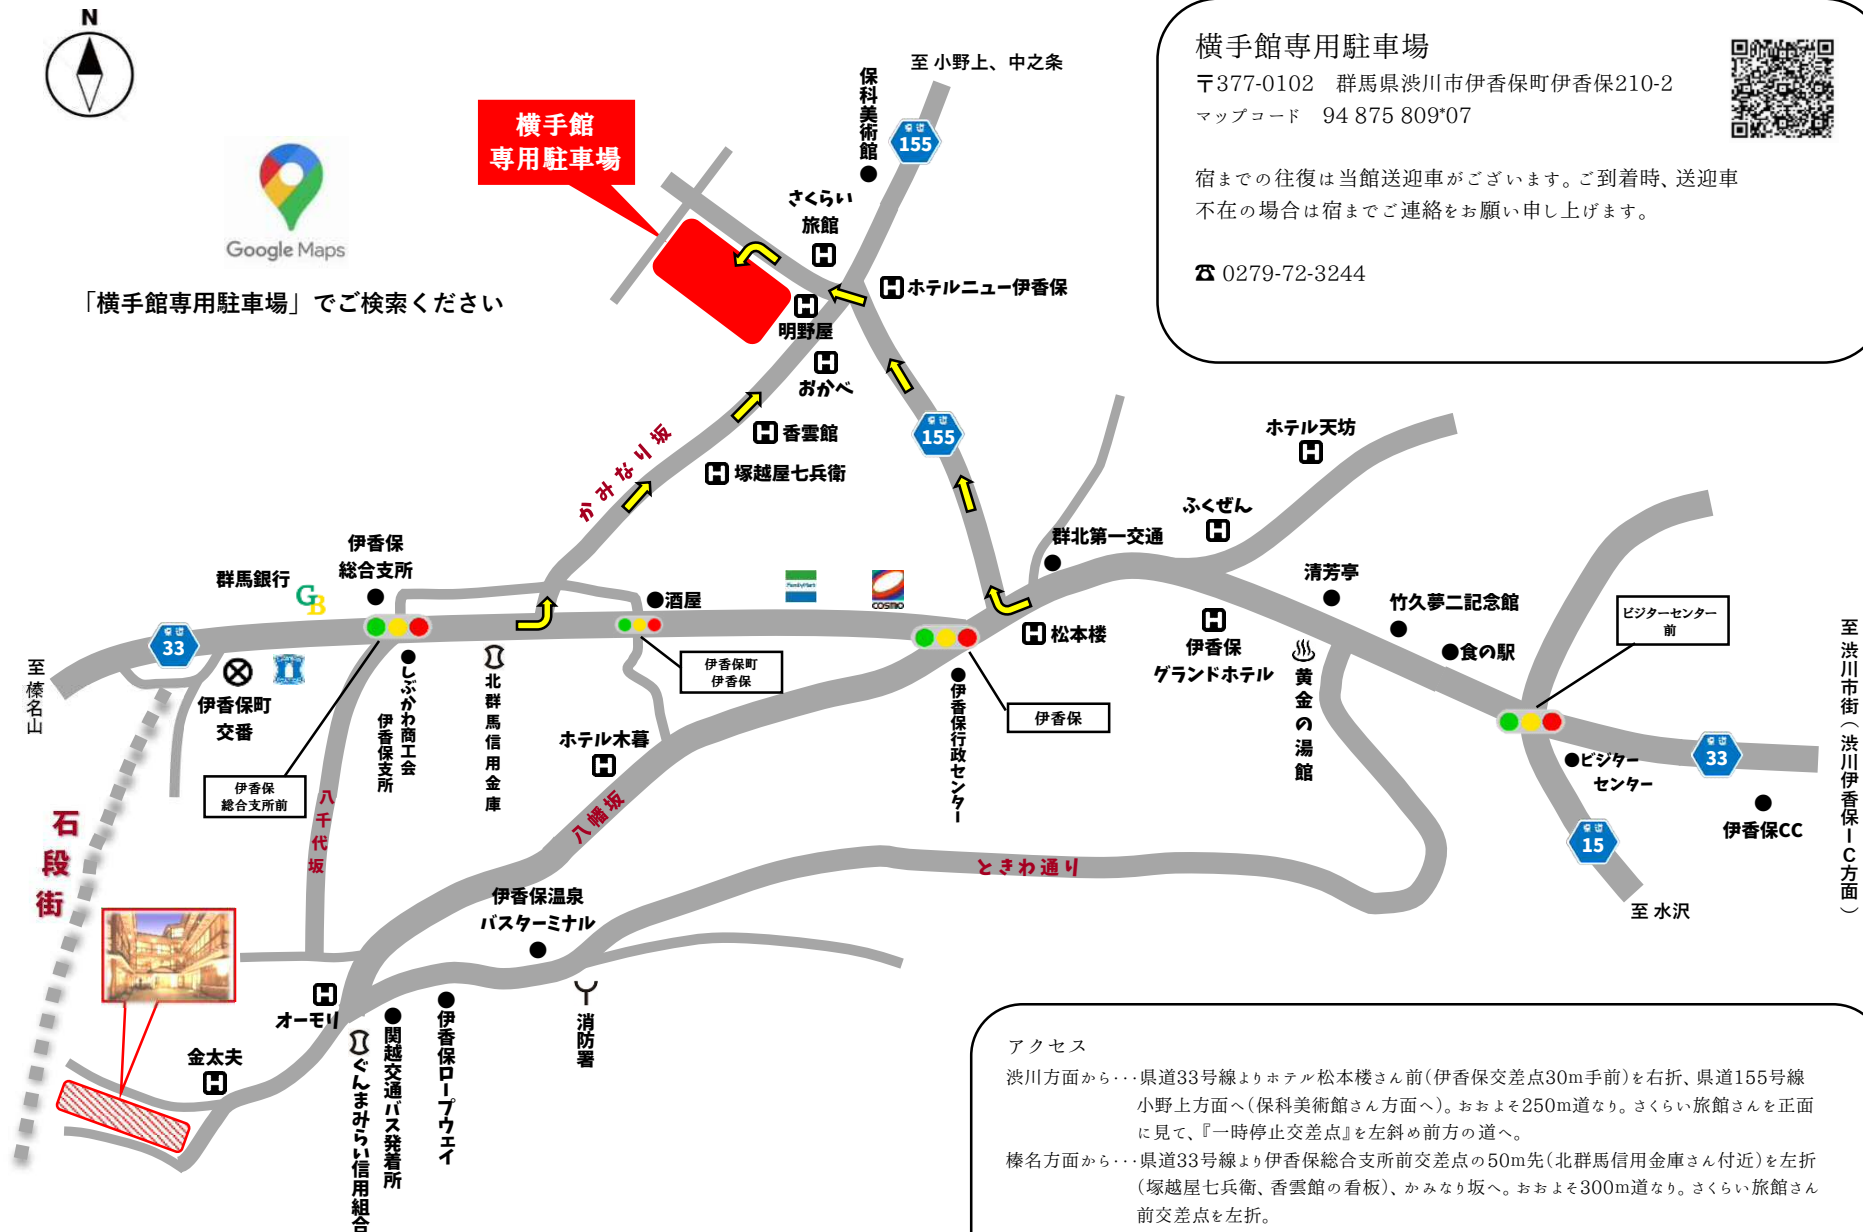 N
横手館
専用駐車場
Google Maps
「横手館専用駐車場」でご検索ください
横手館専用駐車場
〒377-0102　群馬県渋川市伊香保町伊香保210-2
マップコード　94 875 809*07
宿までの往復は当館送迎車がございます。ご到着時、送迎車
不在の場合は宿までご連絡をお願い申し上げます。
☎ 0279-72-3244
至 小野上、中之条
保科美術館
県道
155
さくらい
旅館
ホテルニュー伊香保
明野屋
おかべ
香雲館
塚越屋七兵衛
かみなり坂
県道
155
ホテル天坊
ふくぜん
群北第一交通
清芳亭
竹久夢二記念館
食の駅
ビジターセンター
前
至 渋川市街(渋川伊香保IC方面)
伊香保
総合支所
群馬銀行
GB
酒屋
FamilyMart
COSMO
松本楼
伊香保
グランドホテル
黄金の湯館
県道
33
至 榛名山
伊香保町
交番
しぶかわ商工会
伊香保支所
北群馬信用金庫
伊香保町
伊香保
伊香保行政センター
伊香保
ホテル木暮
伊香保
総合支所前
八千代坂
八幡坂
ビジター
センター
県道
33
伊香保CC
県道
15
至 水沢
ときわ通り
石段街
伊香保温泉
バスターミナル
オーモリ
金太夫
関越交通バス発着所
ぐんまみらい信用組合
伊香保ロープウェイ
消防署
アクセス
渋川方面から･･･県道33号線よりホテル松本楼さん前(伊香保交差点30m手前)を右折、県道155号線
小野上方面へ(保科美術館さん方面へ)。おおよそ250m道なり。さくらい旅館さんを正面
に見て、『一時停止交差点』を左斜め前方の道へ。
榛名方面から･･･県道33号線より伊香保総合支所前交差点の50m先(北群馬信用金庫さん付近)を左折
(塚越屋七兵衛、香雲館の看板)、かみなり坂へ。おおよそ300m道なり。さくらい旅館さん
前交差点を左折。